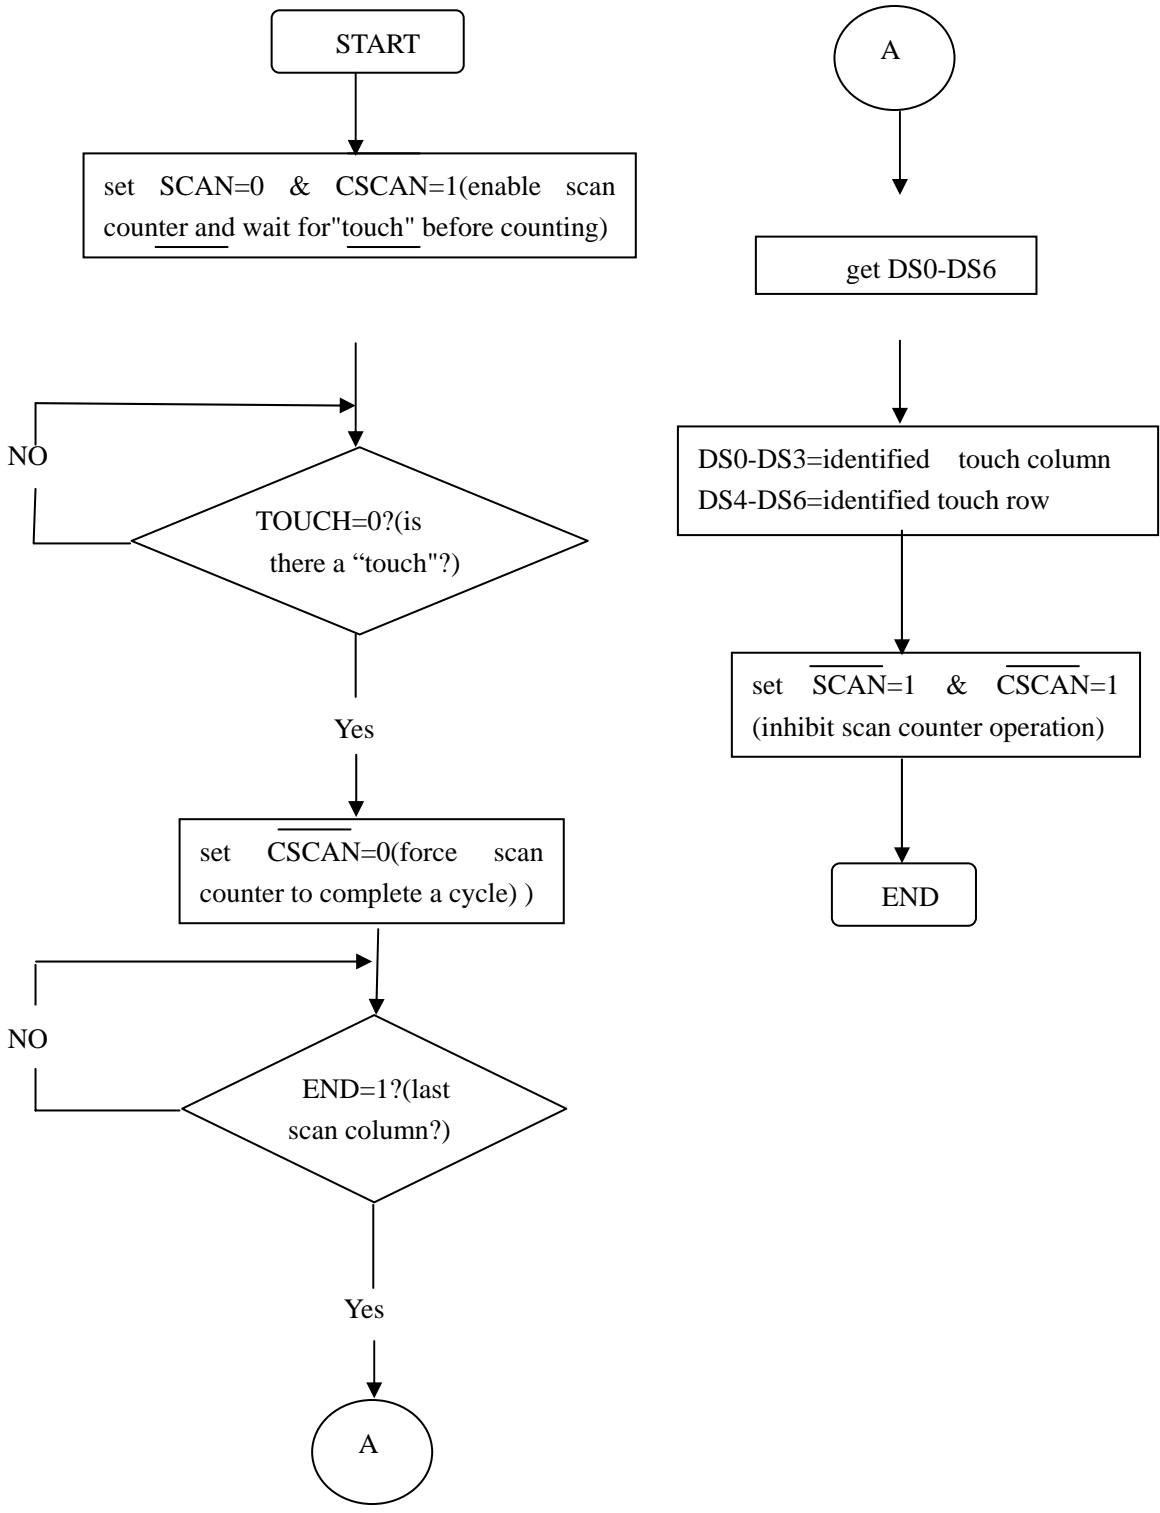 START
set SCAN=0 & CSCAN=1(enable scan
counter and wait for"touch" before counting)
NO
TOUCH=0?(is
there a “touch"?)
Yes
set CSCAN=0(force scan
counter to complete a cycle) )
NO
END=1?(last
scan column?)
Yes
A
A
get DS0-DS6
DS0-DS3=identified touch column
DS4-DS6=identified touch row
set SCAN=1 & CSCAN=1
(inhibit scan counter operation)
END